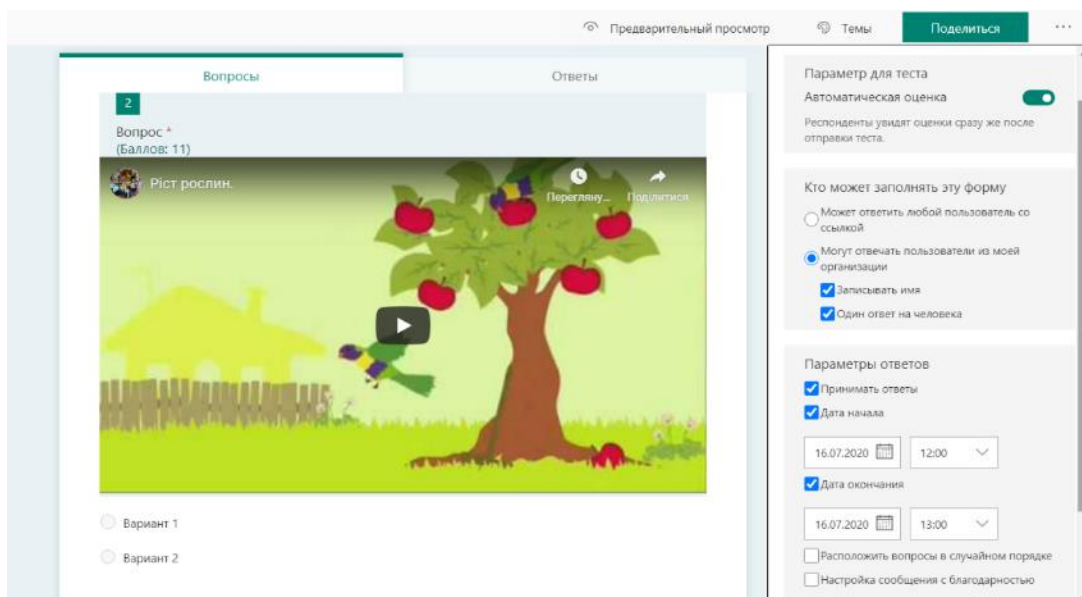 Предварительный просмотр
Темы
Поделиться
Вопросы
Ответы
2
Вопрос *
(Баллов: 11)
Ріст рослин.
Перегляну...
Поділитися
Вариант 1
Вариант 2
Параметр для теста
Автоматическая оценка
Респонденты увидят оценки сразу же после
отправки теста.
Кто может заполнять эту форму
Может ответить любой пользователь со
ссылкой
Могут отвечать пользователи из моей
организации
Записывать имя
Один ответ на человека
Параметры ответов
Принимать ответы
Дата начала
16.07.2020
12:00
Дата окончания
16.07.2020
13:00
Расположить вопросы в случайном порядке
Настройка сообщения с благодарностью